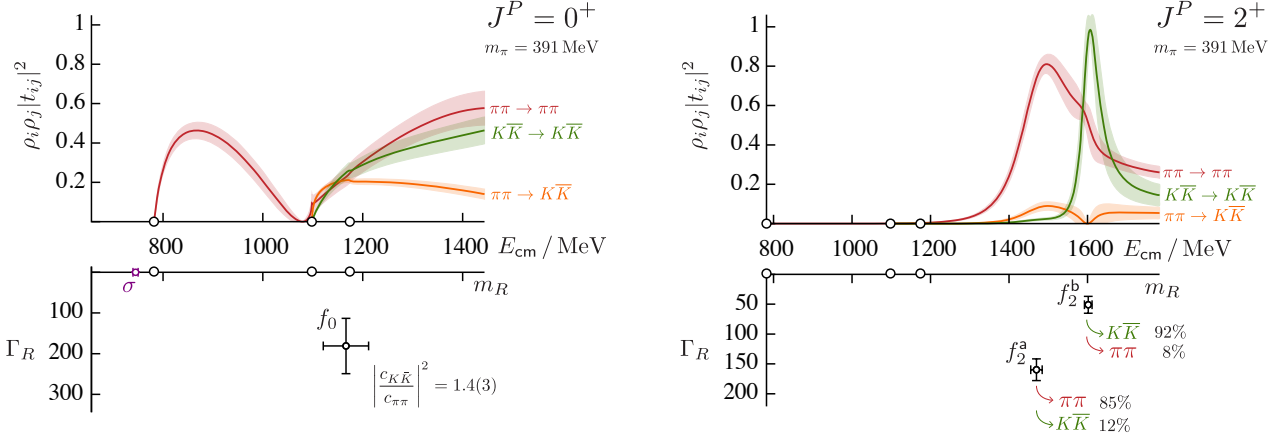 J^P = 0^+
m_π = 391 MeV
ρ_iρ_j|t_ij|^2
1
0.8
0.6
0.4
0.2
ππ → ππ
KK̅ → KK̅
ππ → KK̅
800 1000 1200 1400 E_cm / MeV
σ
m_R
100
200
300
Γ_R
f_0
|c_KK̄ / c_ππ|^2 = 1.4(3)
J^P = 2^+
m_π = 391 MeV
ρ_iρ_j|t_ij|^2
1
0.8
0.6
0.4
0.2
ππ → ππ
KK̅ → KK̅
ππ → KK̅
800 1000 1200 1400 1600 E_cm / MeV
m_R
50
100
150
200
Γ_R
f_2^b
KK̅ 92%
ππ 8%
f_2^a
ππ 85%
KK̅ 12%